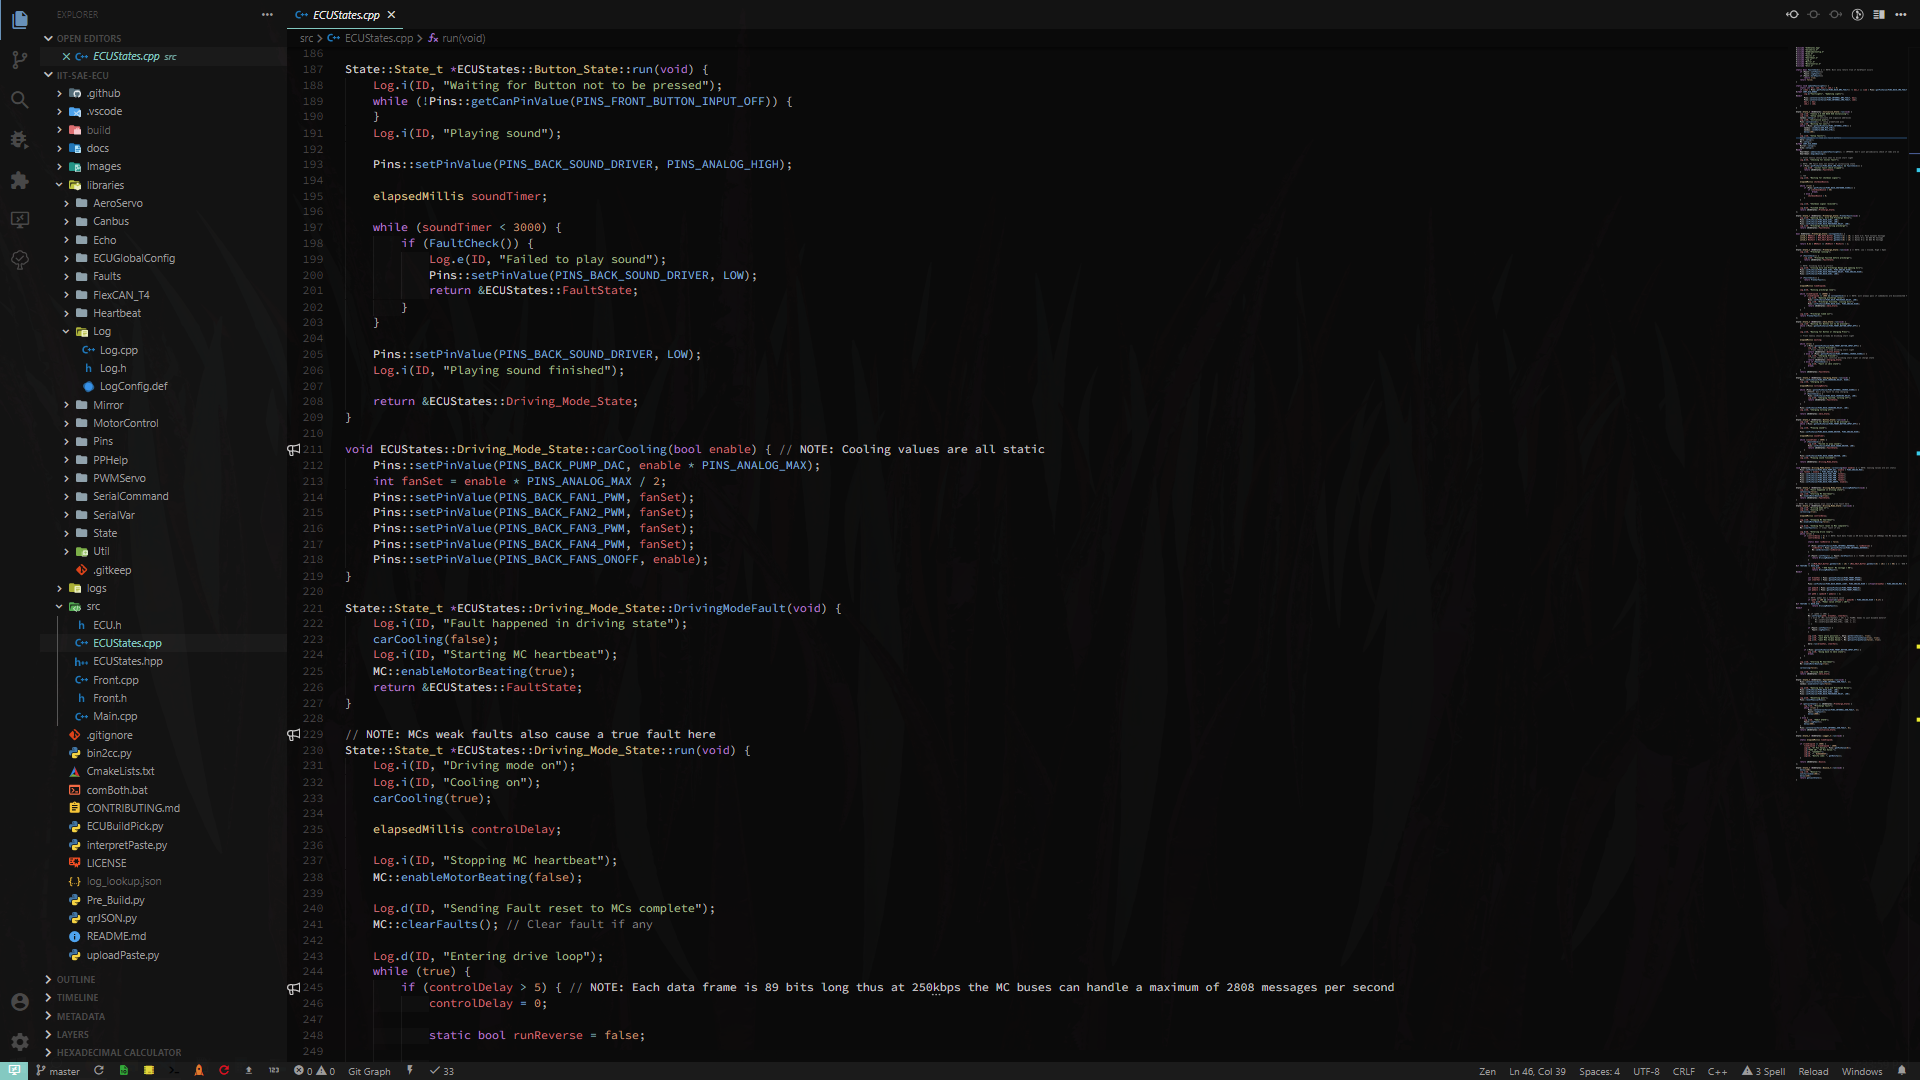 EXPLORER
OPEN EDITORS
ECUStates.cpp src
IIT-SAE-ECU
.github
.vscode
build
docs
Images
libraries
AeroServo
Canbus
Echo
ECUGlobalConfig
Faults
FlexCAN_T4
Heartbeat
Log
Log.cpp
Log.h
LogConfig.def
Mirror
MotorControl
Pins
PPHelp
PWMServo
SerialCommand
SerialVar
State
Util
.gitkeep
logs
src
ECU.h
ECUStates.cpp
ECUStates.hpp
Front.cpp
Front.h
Main.cpp
.gitignore
bin2cc.py
CmakeLists.txt
comBoth.bat
CONTRIBUTING.md
ECUBuildPick.py
interpretPaste.py
LICENSE
log_lookup.json
Pre_Build.py
qrJSON.py
README.md
uploadPaste.py
OUTLINE
TIMELINE
METADATA
LAYERS
HEXADECIMAL CALCULATOR
ECUStates.cpp
src > ECUStates.cpp > run(void)
186
187 State::State_t *ECUStates::Button_State::run(void) {
188 Log.i(ID, "Waiting for Button not to be pressed");
189 while (!Pins::getCanPinValue(PINS_FRONT_BUTTON_INPUT_OFF)) {
190 }
191 Log.i(ID, "Playing sound");
192
193 Pins::setPinValue(PINS_BACK_SOUND_DRIVER, PINS_ANALOG_HIGH);
194
195 elapsedMillis soundTimer;
196
197 while (soundTimer < 3000) {
198 if (FaultCheck()) {
199 Log.e(ID, "Failed to play sound");
200 Pins::setPinValue(PINS_BACK_SOUND_DRIVER, LOW);
201 return &ECUStates::FaultState;
202 }
203 }
204
205 Pins::setPinValue(PINS_BACK_SOUND_DRIVER, LOW);
206 Log.i(ID, "Playing sound finished");
207
208 return &ECUStates::Driving_Mode_State;
209 }
210
211 void ECUStates::Driving_Mode_State::carCooling(bool enable) { // NOTE: Cooling values are all static
212 Pins::setPinValue(PINS_BACK_PUMP_DAC, enable * PINS_ANALOG_MAX);
213 int fanSet = enable * PINS_ANALOG_MAX / 2;
214 Pins::setPinValue(PINS_BACK_FAN1_PWM, fanSet);
215 Pins::setPinValue(PINS_BACK_FAN2_PWM, fanSet);
216 Pins::setPinValue(PINS_BACK_FAN3_PWM, fanSet);
217 Pins::setPinValue(PINS_BACK_FAN4_PWM, fanSet);
218 Pins::setPinValue(PINS_BACK_FANS_ONOFF, enable);
219 }
220
221 State::State_t *ECUStates::Driving_Mode_State::DrivingModeFault(void) {
222 Log.i(ID, "Fault happened in driving state");
223 carCooling(false);
224 Log.i(ID, "Starting MC heartbeat");
225 MC::enableMotorBeating(true);
226 return &ECUStates::FaultState;
227 }
228
229 // NOTE: MCs weak faults also cause a true fault here
230 State::State_t *ECUStates::Driving_Mode_State::run(void) {
231 Log.i(ID, "Driving mode on");
232 Log.i(ID, "Cooling on");
233 carCooling(true);
234
235 elapsedMillis controlDelay;
236
237 Log.i(ID, "Stopping MC heartbeat");
238 MC::enableMotorBeating(false);
239
240 Log.d(ID, "Sending Fault reset to MCs complete");
241 MC::clearFaults(); // Clear fault if any
242
243 Log.d(ID, "Entering drive loop");
244 while (true) {
245 if (controlDelay > 5) { // NOTE: Each data frame is 89 bits long thus at 250kbps the MC buses can handle a maximum of 2808 messages per second
246 controlDelay = 0;
247
248 static bool runReverse = false;
249
master 123 0 0 Git Graph 33 Zen Ln 46, Col 39 Spaces: 4 UTF-8 CRLF C++ 3 Spell Reload Windows